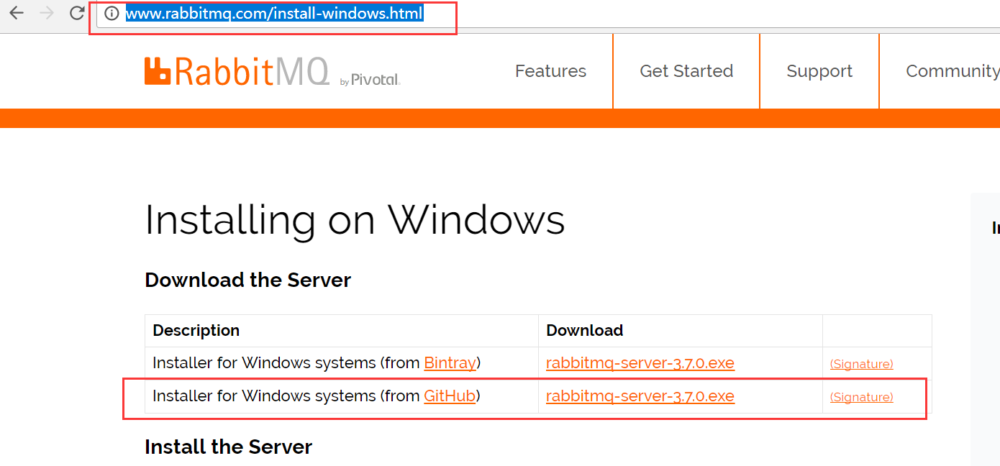 www.rabbitmq.com/install-windows.html
RabbitMQ by Pivotal. Features Get Started Support Community
Installing on Windows
Download the Server
Description Download
Installer for Windows systems (from Bintray) rabbitmq-server-3.7.0.exe (Signature)
Installer for Windows systems (from GitHub) rabbitmq-server-3.7.0.exe (Signature)
Install the Server